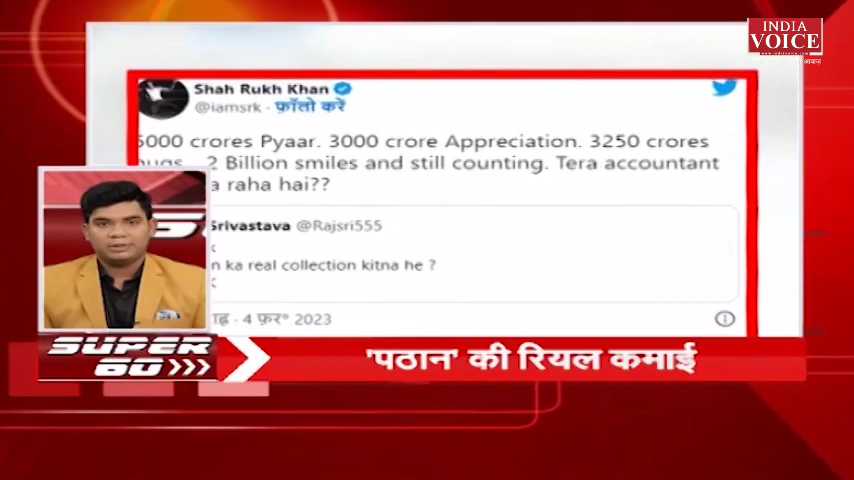 INDIA
VOICE
Shah Rukh Khan
@iamsrk · फ़ॉलो करें
5000 crores Pyaar. 3000 crore Appreciation. 3250 crores
hugs.. 2 Billion smiles and still counting. Tera accountant
a raha hai??
Srivastava @Rajsri555
n ka real collection kitna he ?
· 4 फ़र॰ 2023
SUPER
60
'पठान' की रियल कमाई